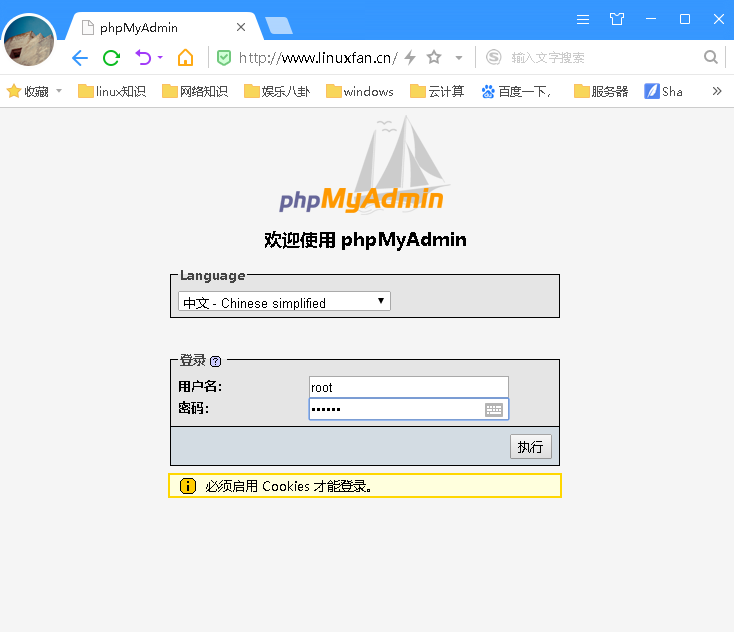 phpMyAdmin
http://www.linuxfan.cn/
输入文字搜索
收藏 linux知识 网络知识 娱乐八卦 windows 云计算 百度一下, 服务器 Sha
phpMyAdmin
欢迎使用 phpMyAdmin
Language
中文 - Chinese simplified
登录
用户名: root
密码: ••••••
执行
必须启用 Cookies 才能登录。